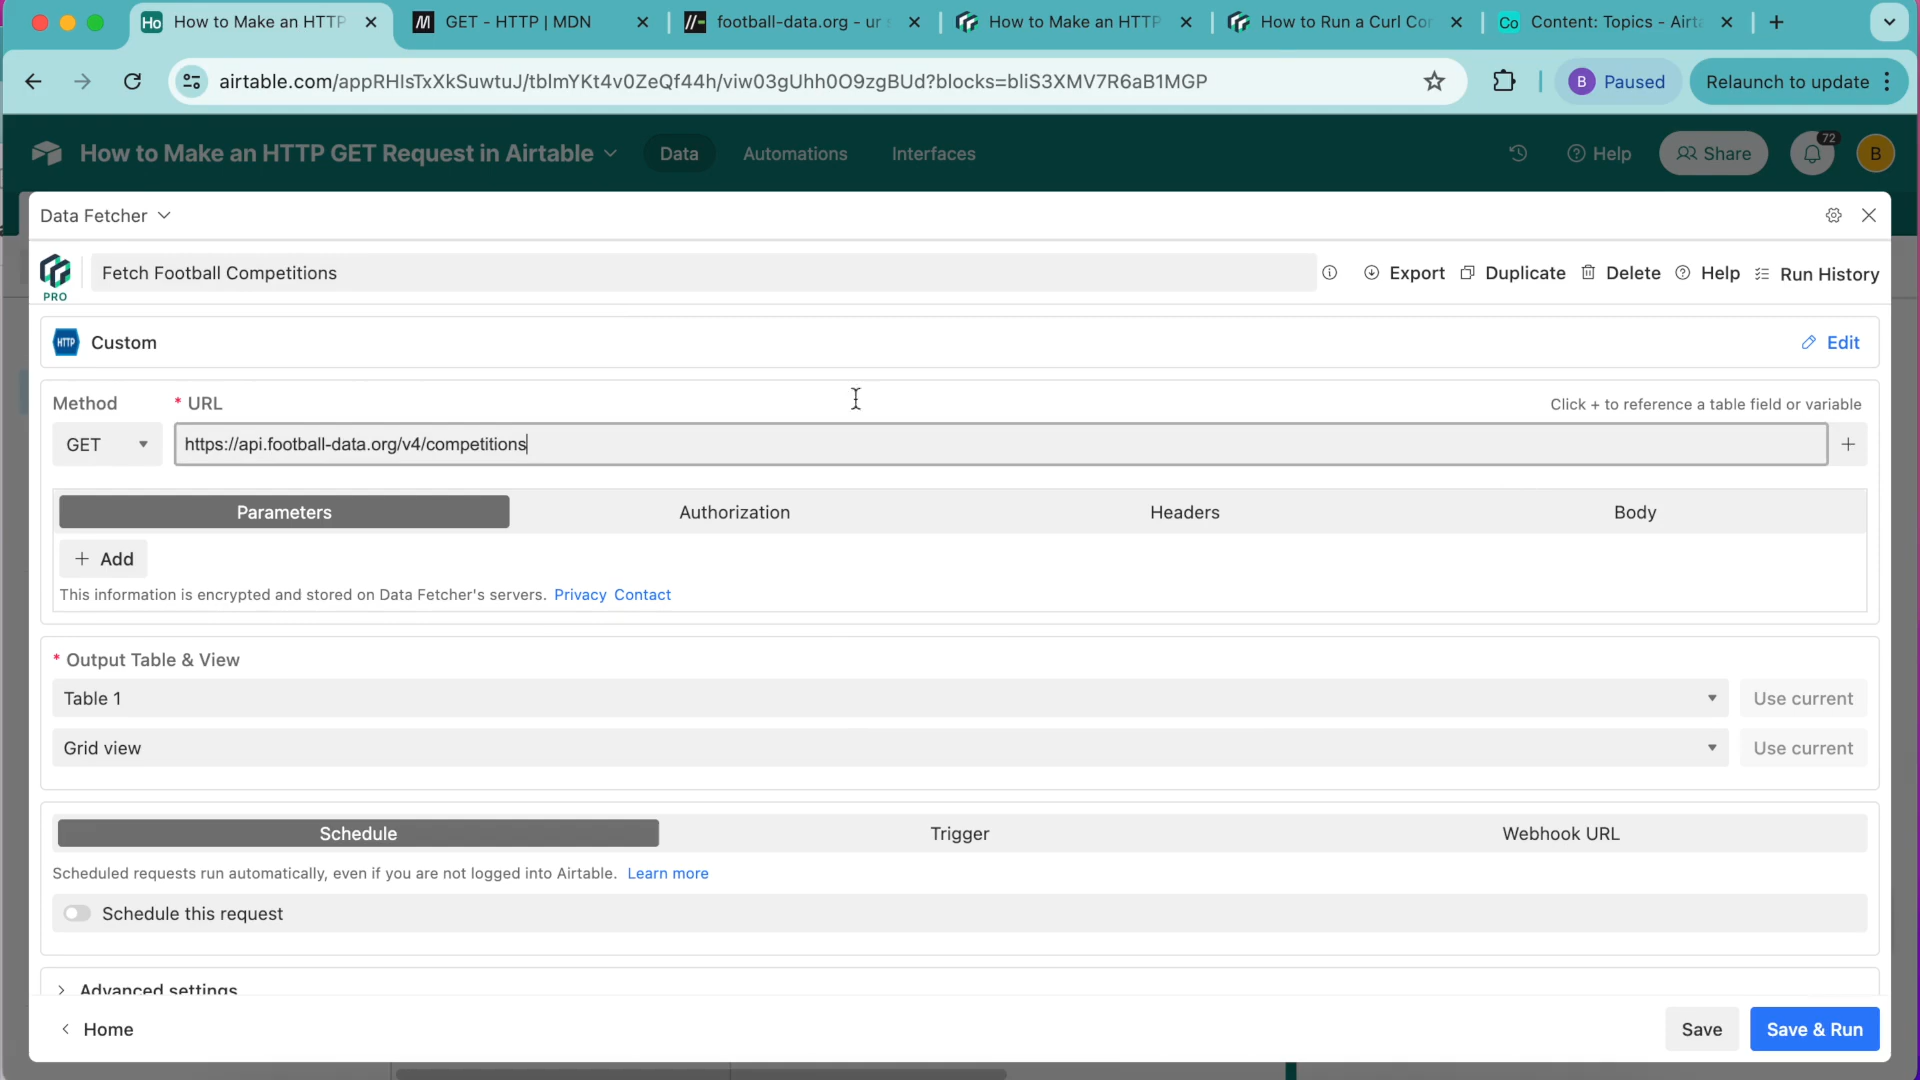 Ho How to Make an HTTP
GET - HTTP | MDN
football-data.org - ur s
How to Make an HTTP
How to Run a Curl Co
Co Content: Topics - Airta
airtable.com/appRHIsTxXkSuwtuJ/tblmYKt4v0ZeQf44h/viw03gUhh0O9zgBUd?blocks=bliS3XMV7R6aB1MGP
B Paused
Relaunch to update
How to Make an HTTP GET Request in Airtable
Data
Automations
Interfaces
Help
Share
72
B
Data Fetcher
PRO
Fetch Football Competitions
Export
Duplicate
Delete
Help
Run History
HTTP
Custom
Edit
Method
* URL
Click + to reference a table field or variable
GET
https://api.football-data.org/v4/competitions
Parameters
Authorization
Headers
Body
+ Add
This information is encrypted and stored on Data Fetcher's servers. Privacy Contact
* Output Table & View
Table 1
Use current
Grid view
Use current
Schedule
Trigger
Webhook URL
Scheduled requests run automatically, even if you are not logged into Airtable. Learn more
Schedule this request
Advanced settings
Home
Save
Save & Run